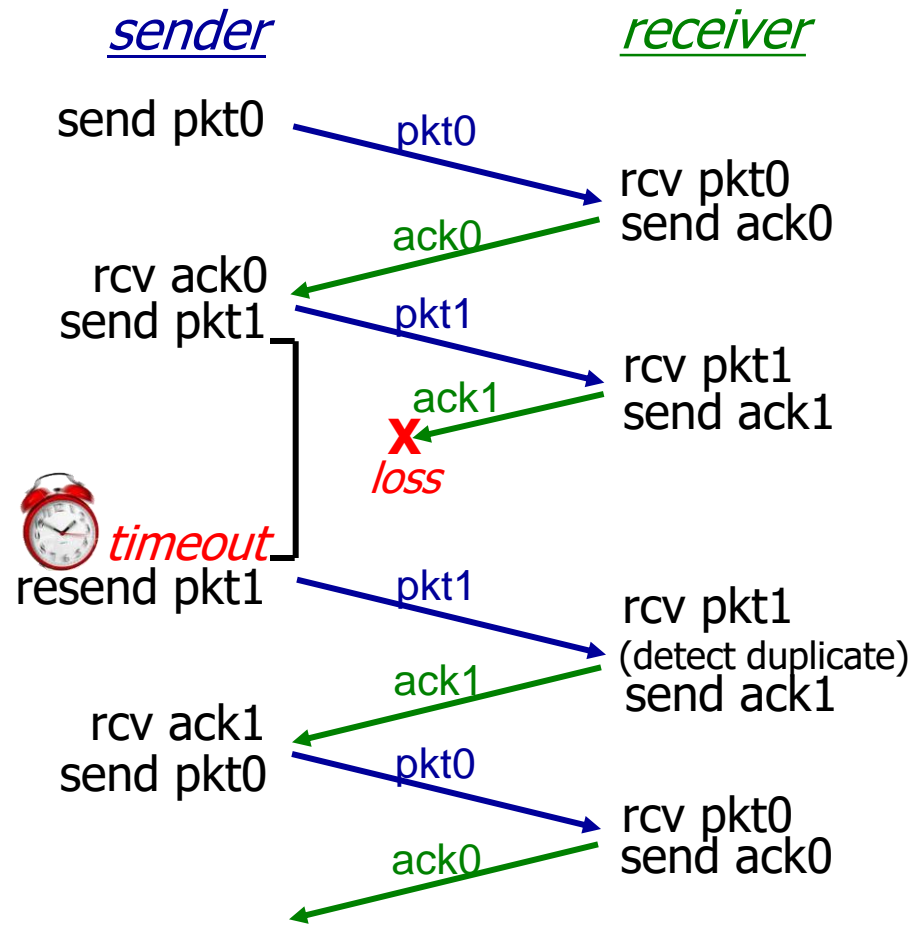 sender
receiver
send pkt0
pkt0
rcv pkt0
send ack0
ack0
rcv ack0
send pkt1
pkt1
rcv pkt1
send ack1
ack1
X
loss
timeout
resend pkt1
pkt1
rcv pkt1
(detect duplicate)
send ack1
ack1
rcv ack1
send pkt0
pkt0
rcv pkt0
send ack0
ack0